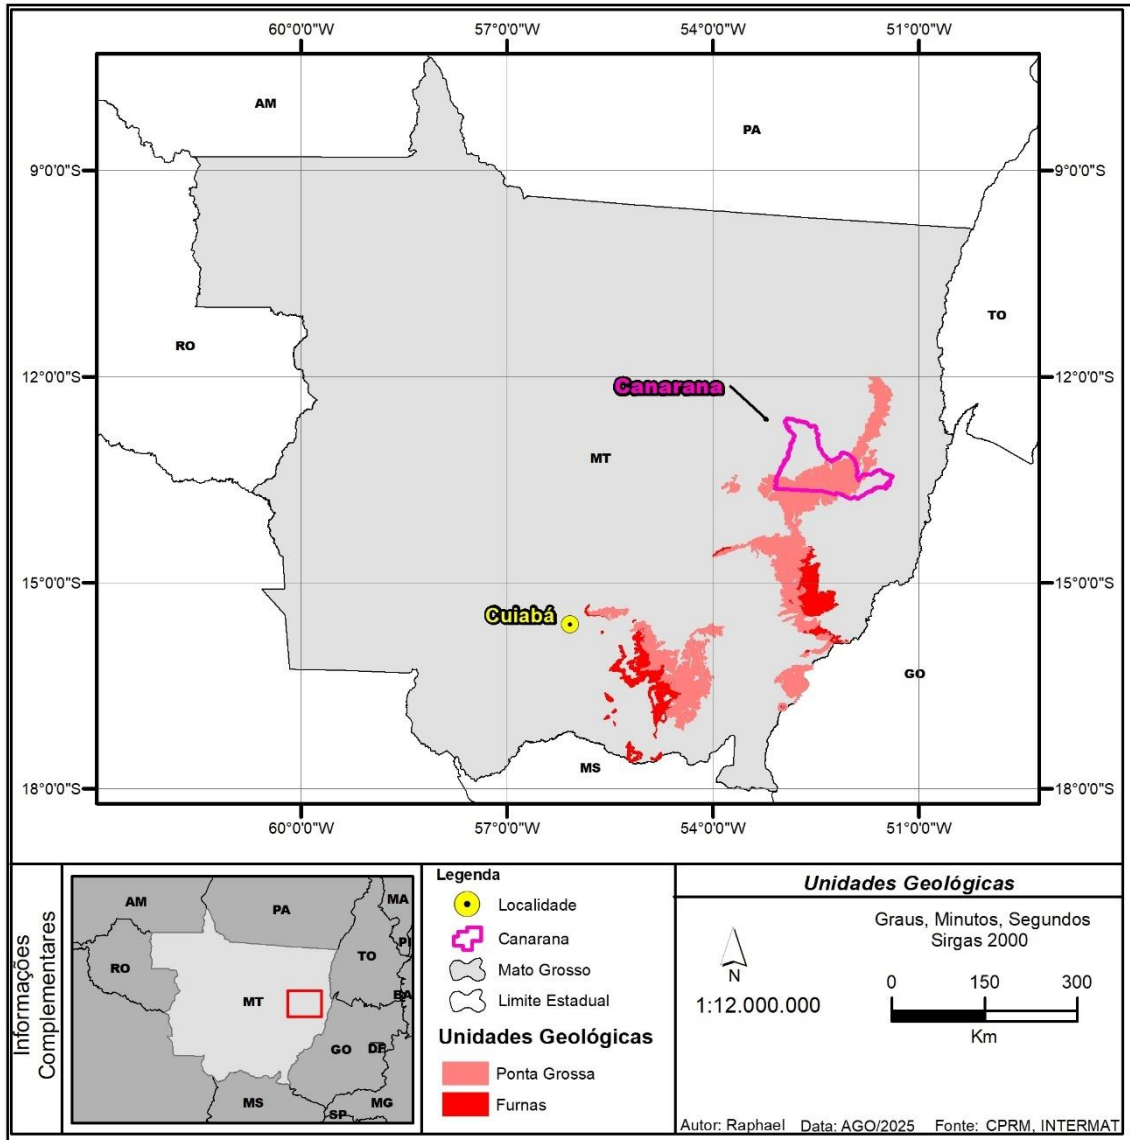 60°0'0"W 57°0'0"W 54°0'0"W 51°0'0"W
AM
PA
9°0'0"S 9°0'0"S
TO
RO
12°0'0"S 12°0'0"S
Canarana
MT
15°0'0"S 15°0'0"S
Cuiabá
GO
MS
18°0'0"S 18°0'0"S
60°0'0"W 57°0'0"W 54°0'0"W 51°0'0"W
Informações
Complementares
AM
PA
MA
PI
TO
RO
BA
MT
GO
DF
MS
MG
SP
Legenda
Localidade
Canarana
Mato Grosso
Limite Estadual
Unidades Geológicas
Ponta Grossa
Furnas
Unidades Geológicas
Graus, Minutos, Segundos
Sirgas 2000
N
1:12.000.000
0 150 300
Km
Autor: Raphael Data: AGO/2025 Fonte: CPRM, INTERMAT